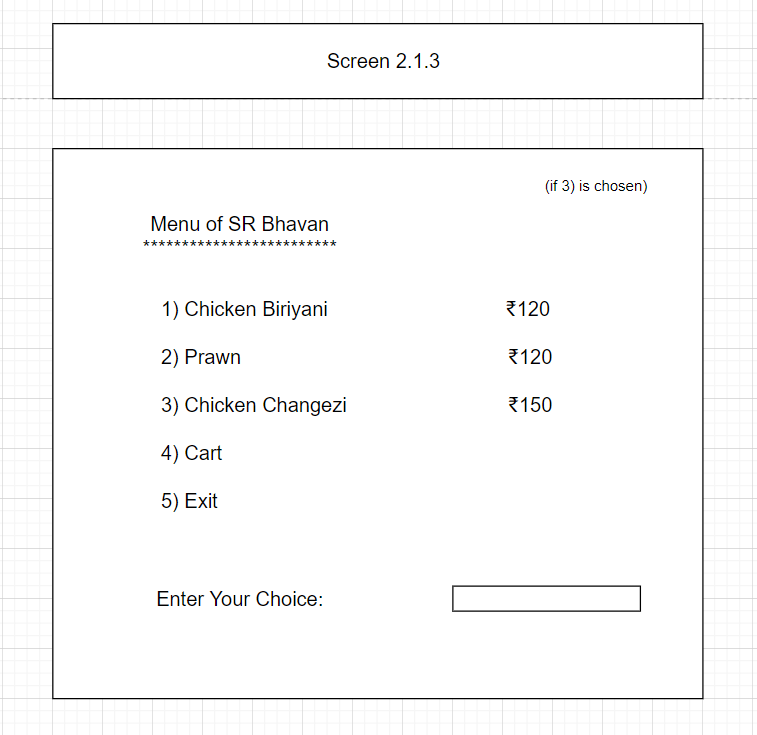 Screen 2.1.3
(if 3) is chosen)
Menu of SR Bhavan
*************************
1) Chicken Biriyani ₹120
2) Prawn ₹120
3) Chicken Changezi ₹150
4) Cart
5) Exit
Enter Your Choice: